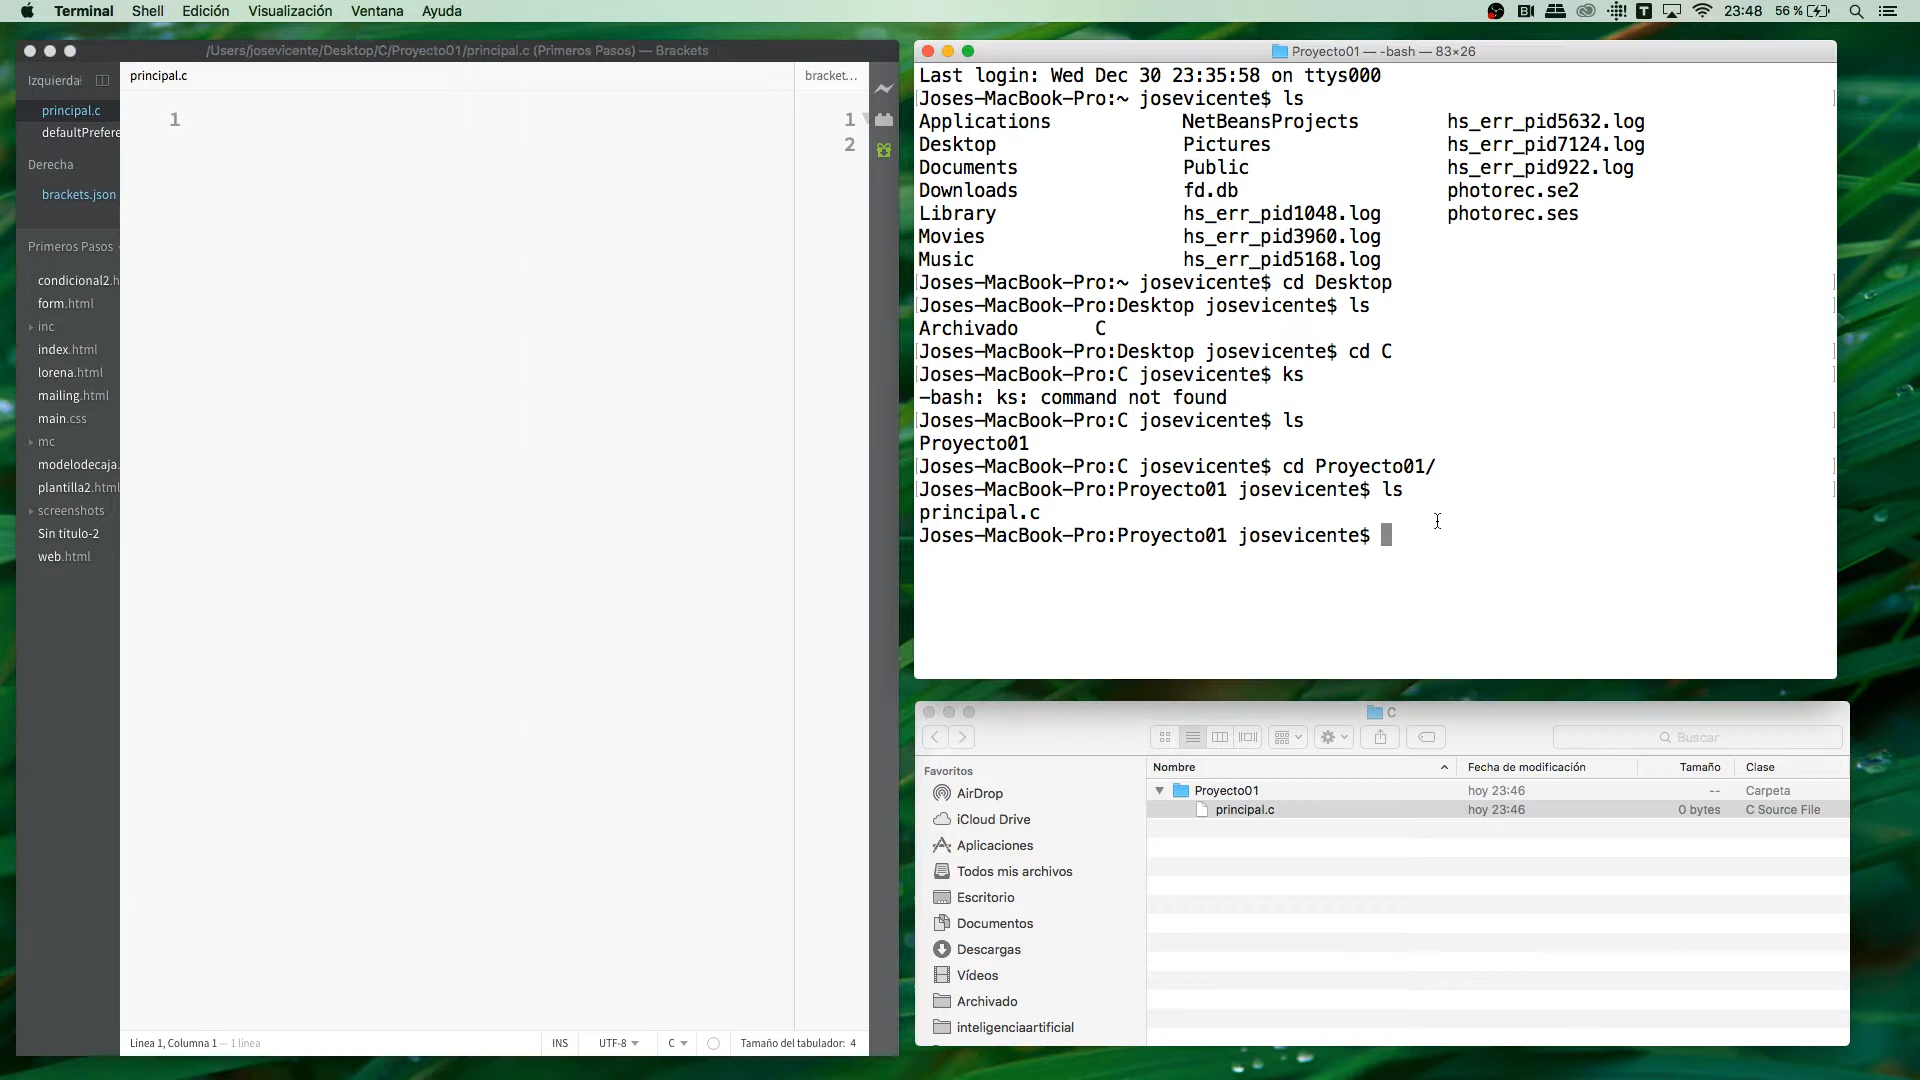 Terminal Shell Edición Visualización Ventana Ayuda 23:48 56 %
/Users/josevicente/Desktop/C/Proyecto01/principal.c (Primeros Pasos) — Brackets
Izquierda
principal.c
defaultPrefere
Derecha
brackets.json
Primeros Pasos
condicional2.h
form.html
inc
index.html
lorena.html
mailing.html
main.css
mc
modelodecaja.
plantilla2.html
screenshots
Sin título-2
web.html
principal.c
1
bracket...
1
2
Línea 1, Columna 1 — 1 línea
INS UTF-8 C Tamaño del tabulador: 4
Proyecto01 — -bash — 83×26
Last login: Wed Dec 30 23:35:58 on ttys000
[Joses-MacBook-Pro:~ josevicente$ ls ]
Applications NetBeansProjects hs_err_pid5632.log
Desktop Pictures hs_err_pid7124.log
Documents Public hs_err_pid922.log
Downloads fd.db photorec.se2
Library hs_err_pid1048.log photorec.ses
Movies hs_err_pid3960.log
Music hs_err_pid5168.log
[Joses-MacBook-Pro:~ josevicente$ cd Desktop ]
[Joses-MacBook-Pro:Desktop josevicente$ ls ]
Archivado C
[Joses-MacBook-Pro:Desktop josevicente$ cd C ]
[Joses-MacBook-Pro:C josevicente$ ks ]
-bash: ks: command not found
[Joses-MacBook-Pro:C josevicente$ ls ]
Proyecto01
[Joses-MacBook-Pro:C josevicente$ cd Proyecto01/ ]
[Joses-MacBook-Pro:Proyecto01 josevicente$ ls ]
principal.c
Joses-MacBook-Pro:Proyecto01 josevicente$
C
Buscar
Favoritos
AirDrop
iCloud Drive
Aplicaciones
Todos mis archivos
Escritorio
Documentos
Descargas
Vídeos
Archivado
inteligenciaartificial
Nombre Fecha de modificación Tamaño Clase
Proyecto01 hoy 23:46 -- Carpeta
principal.c hoy 23:46 0 bytes C Source File